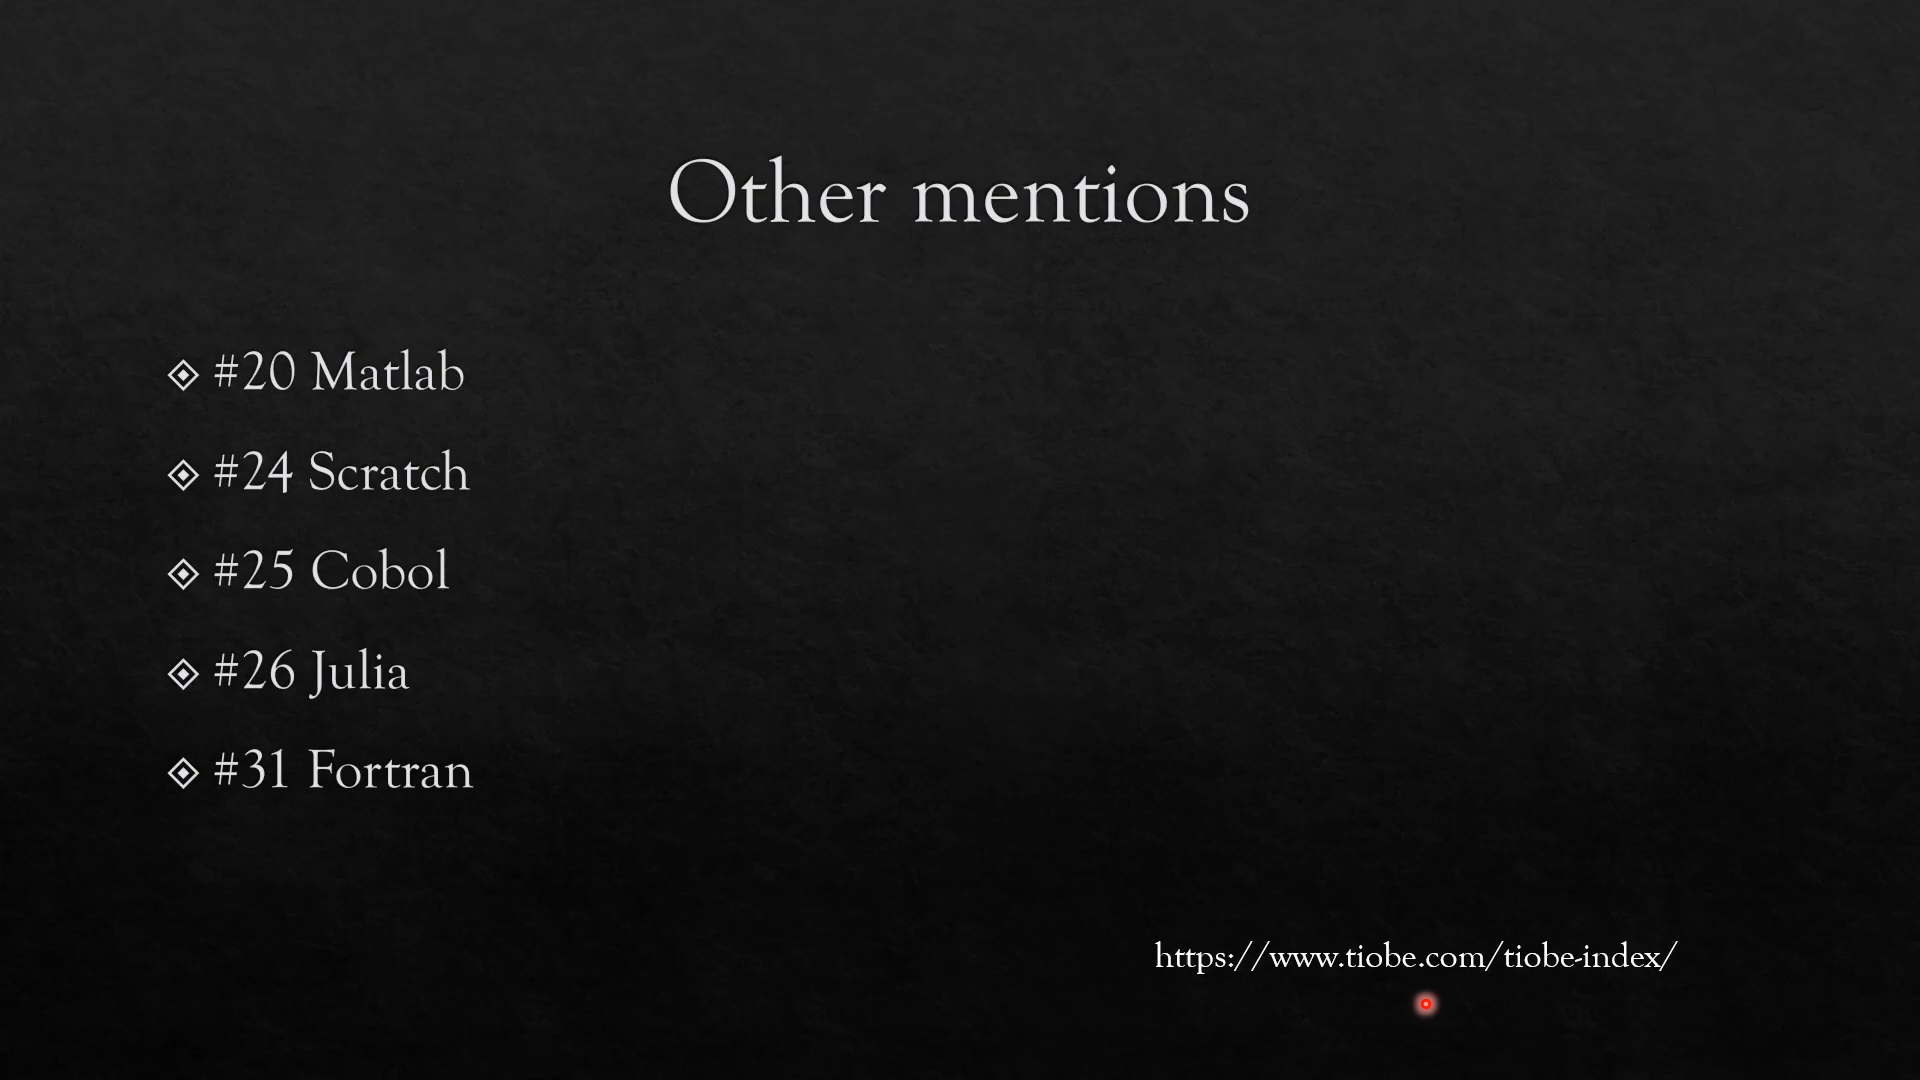 Other mentions
#20 Matlab
#24 Scratch
#25 Cobol
#26 Julia
#31 Fortran
https://www.tiobe.com/tiobe-index/